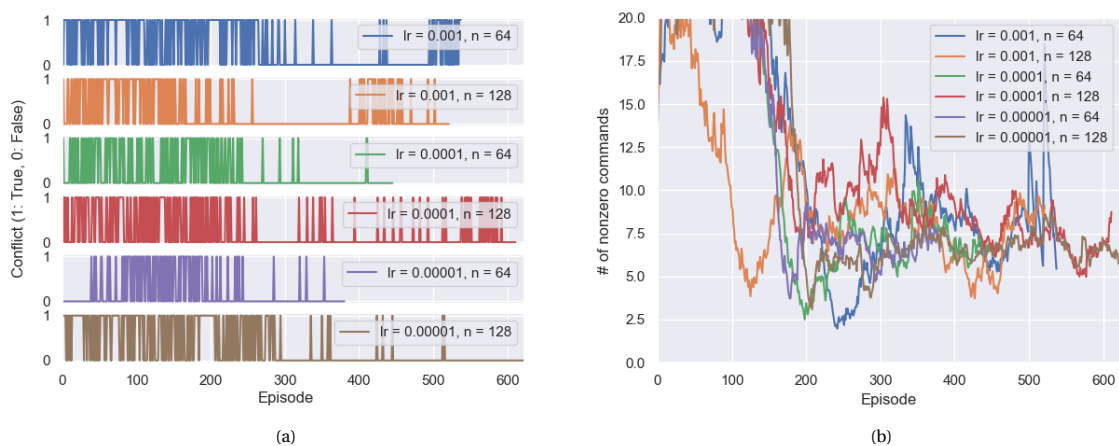 Conflict (1: True, 0: False)
1
0
lr = 0.001, n = 64
1
0
lr = 0.001, n = 128
1
0
lr = 0.0001, n = 64
1
0
lr = 0.0001, n = 128
1
0
lr = 0.00001, n = 64
1
0
lr = 0.00001, n = 128
0 100 200 300 400 500 600
Episode
(a)
# of nonzero commands
20.0
17.5
15.0
12.5
10.0
7.5
5.0
2.5
0.0
lr = 0.001, n = 64
lr = 0.001, n = 128
lr = 0.0001, n = 64
lr = 0.0001, n = 128
lr = 0.00001, n = 64
lr = 0.00001, n = 128
0 100 200 300 400 500 600
Episode
(b)